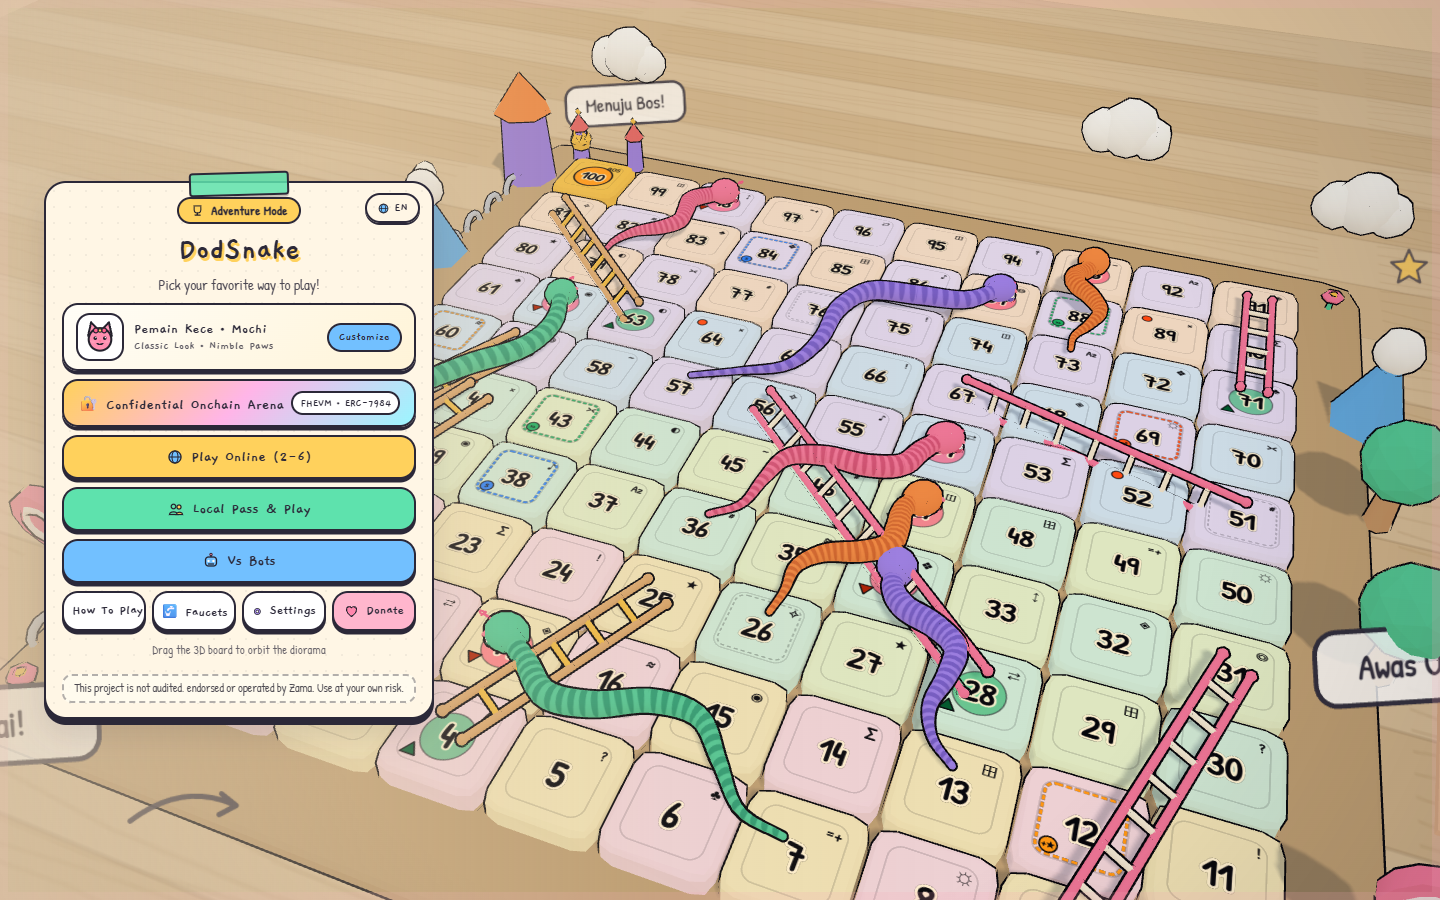 Menuju Bos!
Adventure Mode
EN
DodSnake
Pick your favorite way to play!
Pemain Kece • Mochi
Classic Look • Nimble Paws
Customize
Confidential Onchain Arena
FHEVM • ERC-7984
Play Online (2-6)
Local Pass & Play
Vs Bots
How To Play
Faucets
Settings
Donate
Drag the 3D board to orbit the diorama
This project is not audited, endorsed or operated by Zama. Use at your own risk.
100 99 97 96 95 94 92
80 83 84 85 88 89
61 78 77 75 74 73 72 71
60 63 64 66 67 69 70
58 57 56 55 53 52 51
43 44 45 48 49 50
38 37 36 33 32 31
23 24 25 26 27 28 29 30
4 16 15 14 13 12 11
5 6 7 8
Awas
ai!